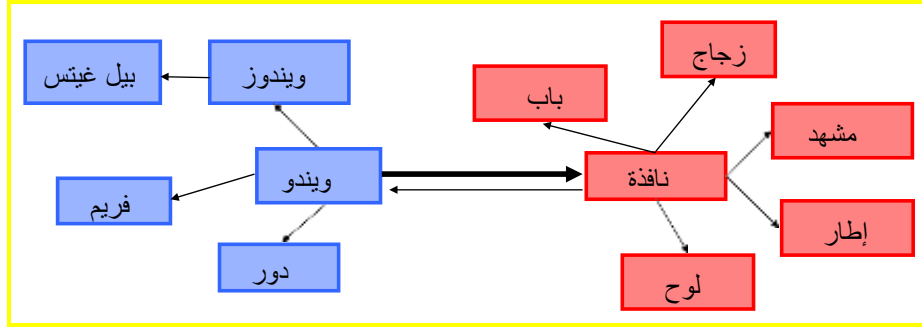 زجاج
ويندوز
بيل غيتس
باب
مشهد
نافذة
ويندو
فريم
إطار
دور
لوح